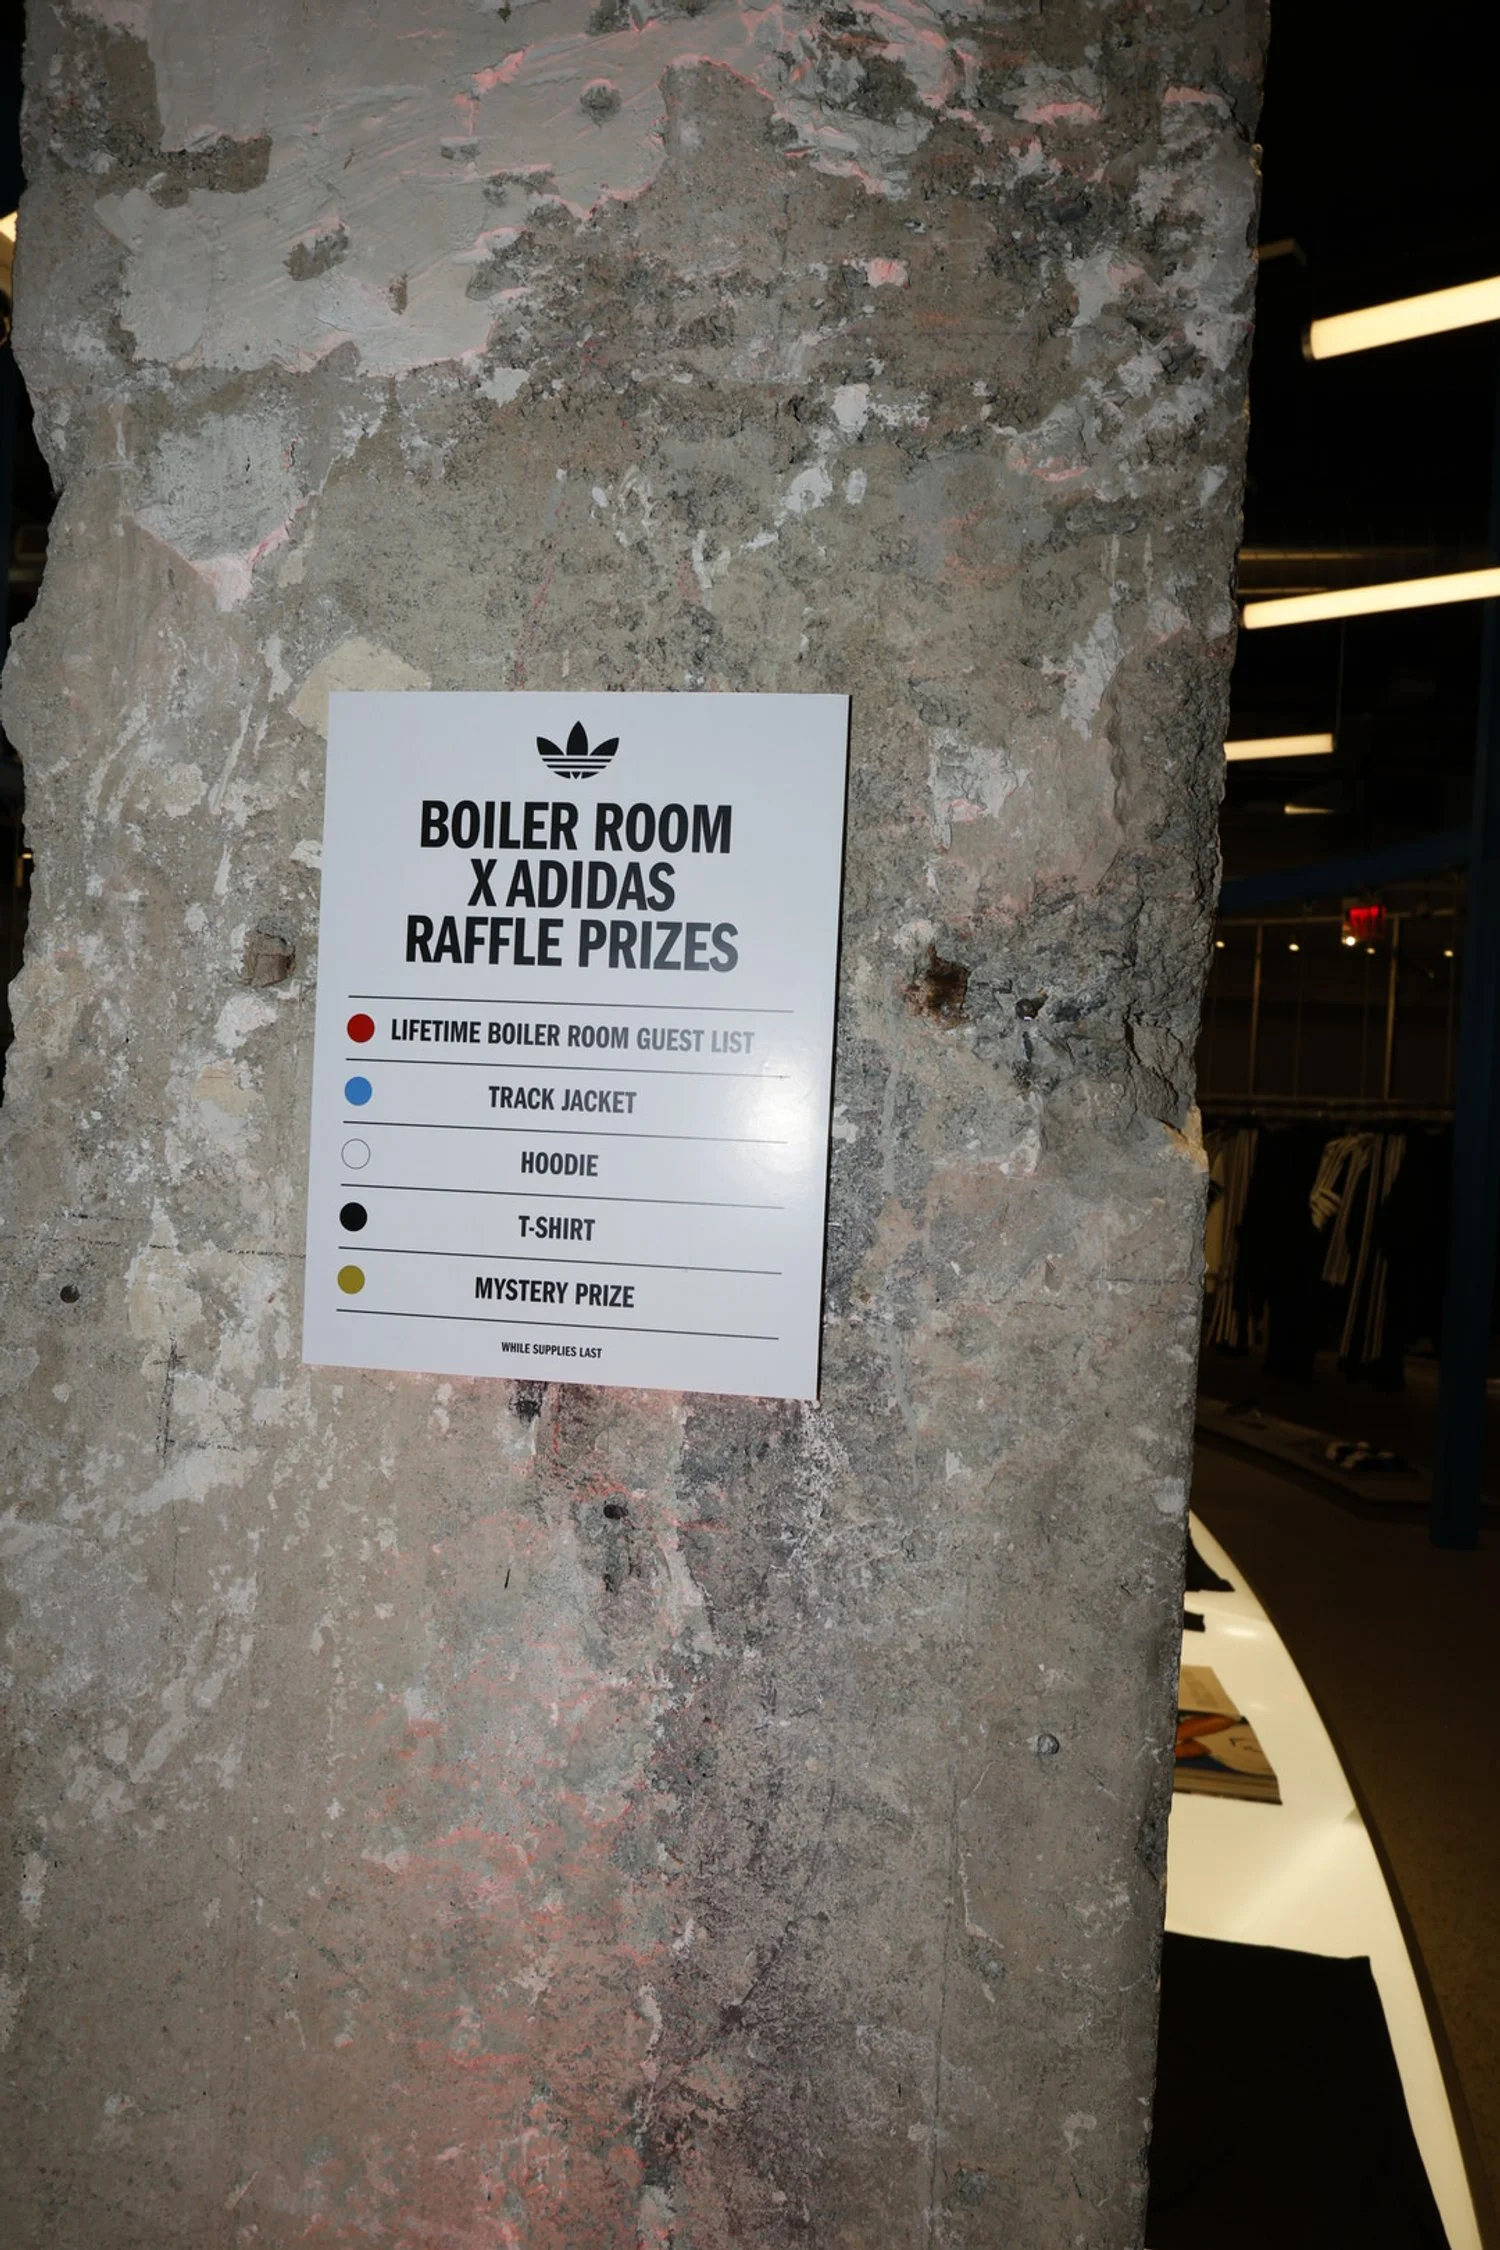 BOILER ROOM
X ADIDAS
RAFFLE PRIZES
LIFETIME BOILER ROOM GUEST LIST
TRACK JACKET
HOODIE
T-SHIRT
MYSTERY PRIZE
WHILE SUPPLIES LAST